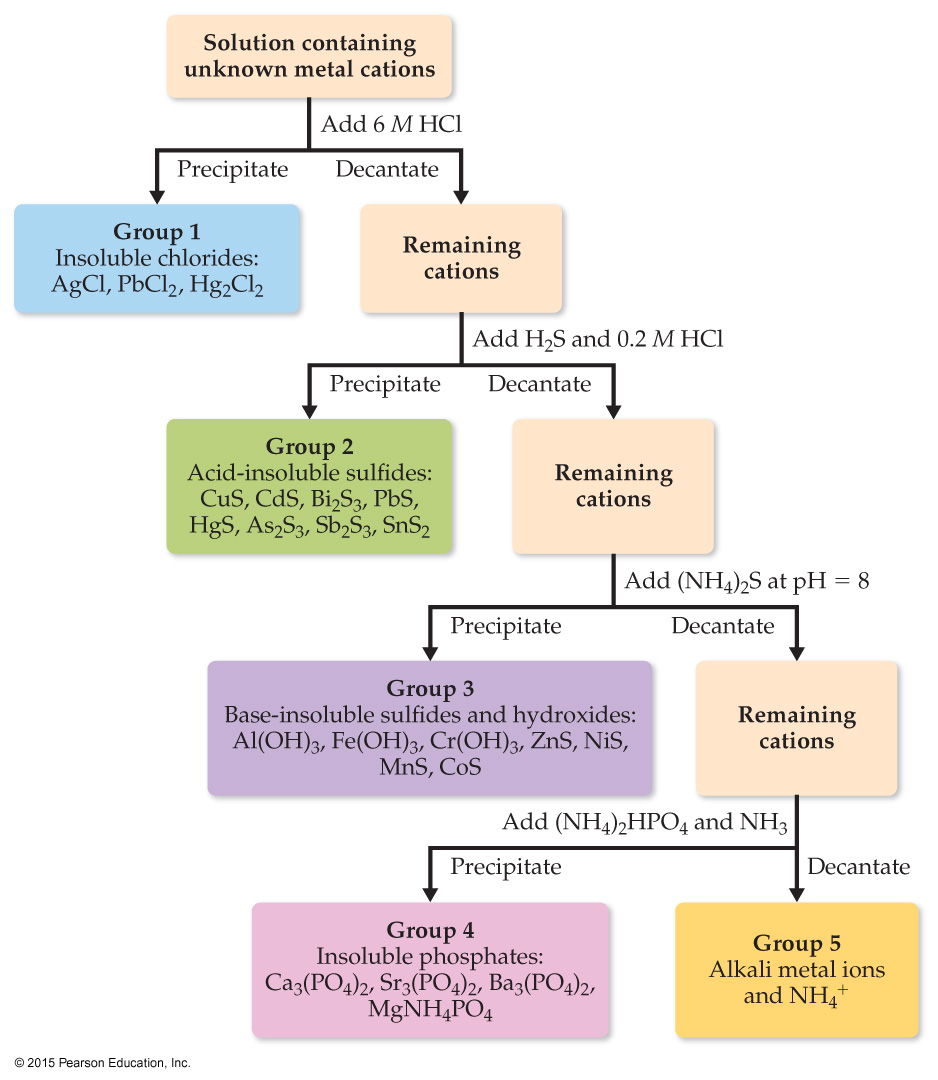 Solution containing
unknown metal cations
Add 6 M HCl
Precipitate
Decantate
Group 1
Insoluble chlorides:
AgCl, PbCl₂, Hg₂Cl₂
Remaining
cations
Add H₂S and 0.2 M HCl
Precipitate
Decantate
Group 2
Acid-insoluble sulfides:
CuS, CdS, Bi₂S₃, PbS,
HgS, As₂S₃, Sb₂S₃, SnS₂
Remaining
cations
Add (NH₄)₂S at pH = 8
Precipitate
Decantate
Group 3
Base-insoluble sulfides and hydroxides:
Al(OH)₃, Fe(OH)₃, Cr(OH)₃, ZnS, NiS,
MnS, CoS
Remaining
cations
Add (NH₄)₂HPO₄ and NH₃
Precipitate
Decantate
Group 4
Insoluble phosphates:
Ca₃(PO₄)₂, Sr₃(PO₄)₂, Ba₃(PO₄)₂,
MgNH₄PO₄
Group 5
Alkali metal ions
and NH₄⁺
© 2015 Pearson Education, Inc.